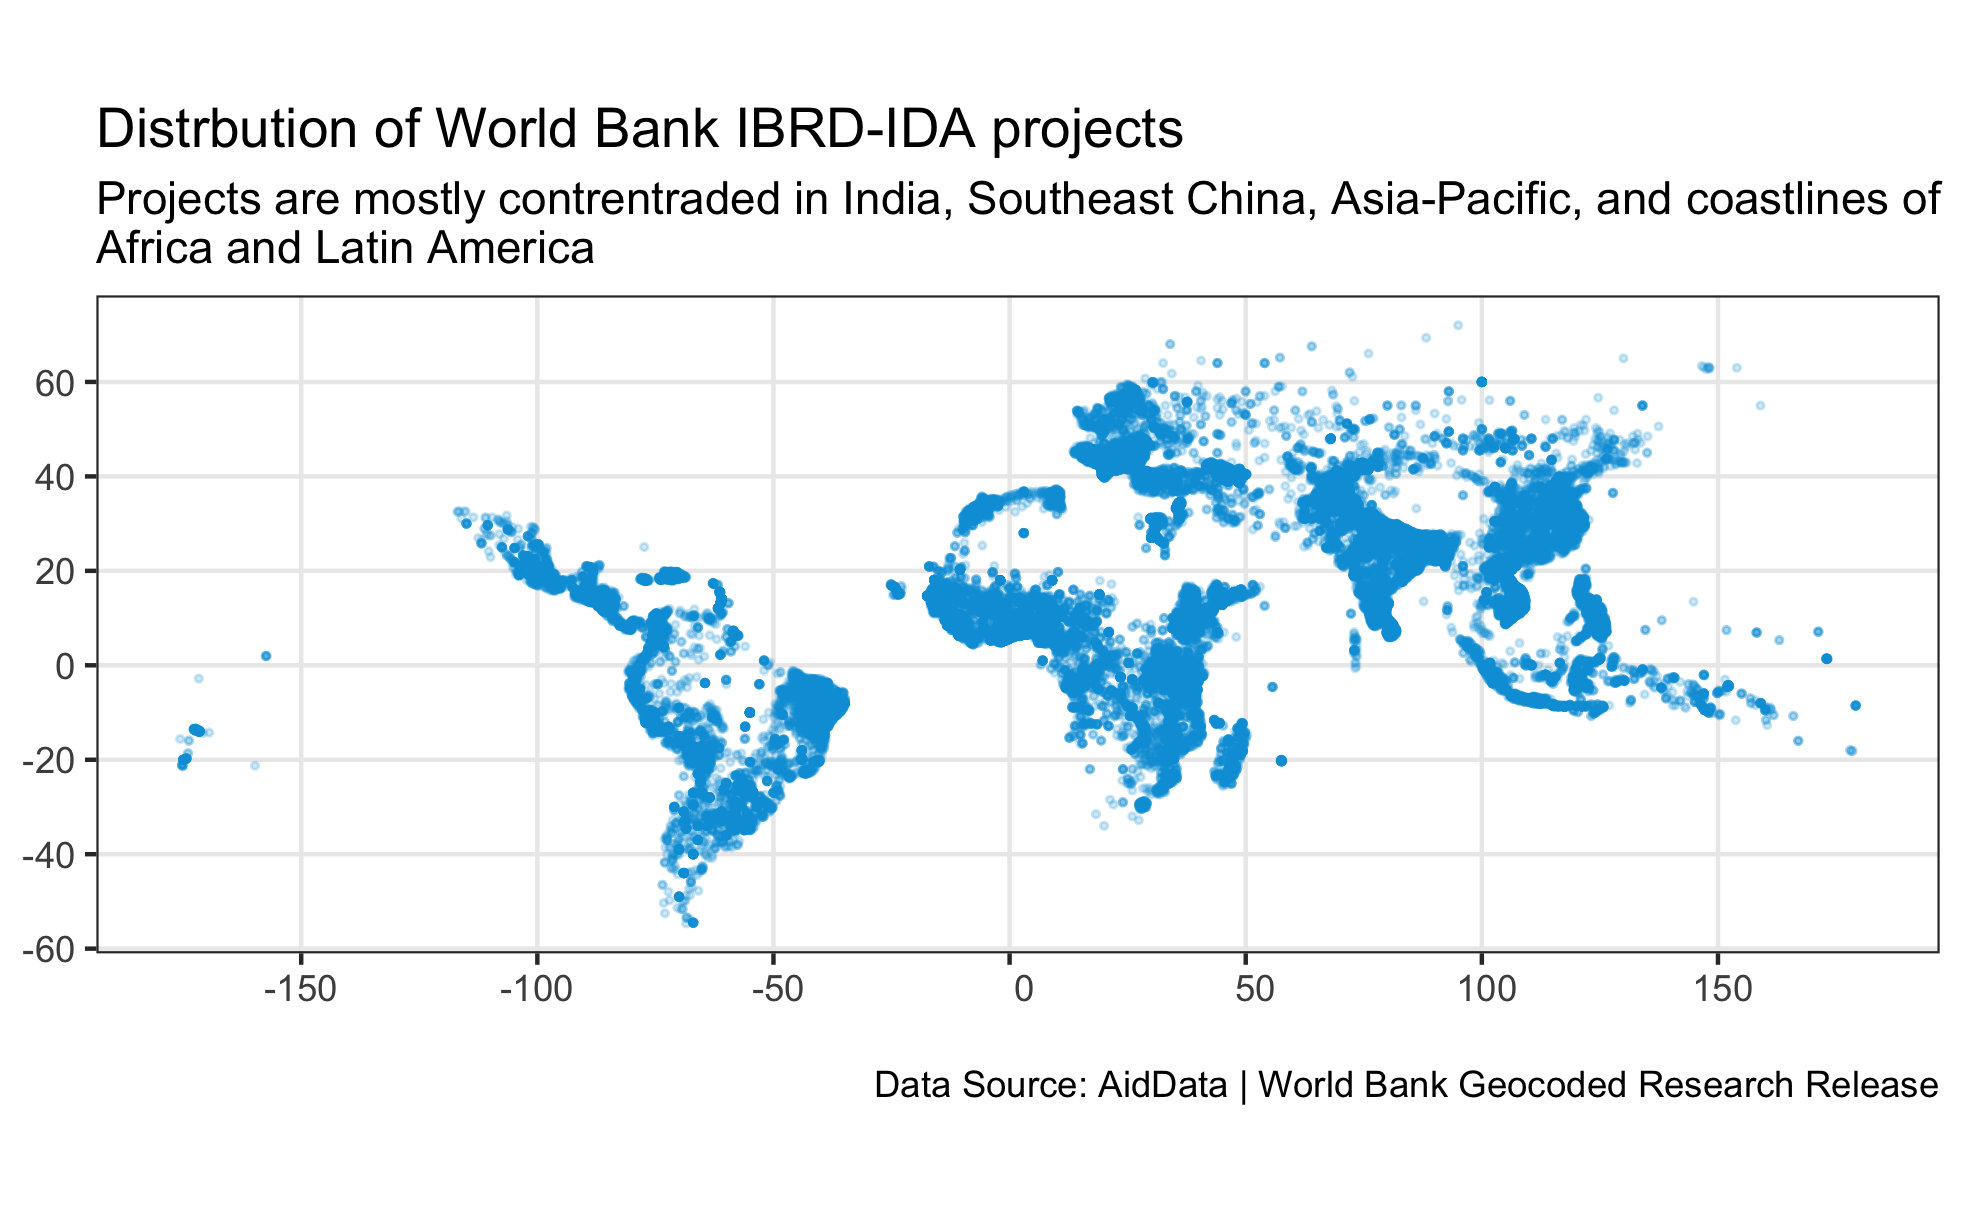 Distrbution of World Bank IBRD-IDA projects
Projects are mostly contrentraded in India, Southeast China, Asia-Pacific, and coastlines of
Africa and Latin America
60
40
20
0
-20
-40
-60
-150 -100 -50 0 50 100 150
Data Source: AidData | World Bank Geocoded Research Release